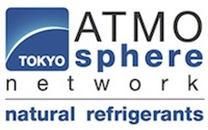 ATMO
TOKYO sphere
network
natural refrigerants